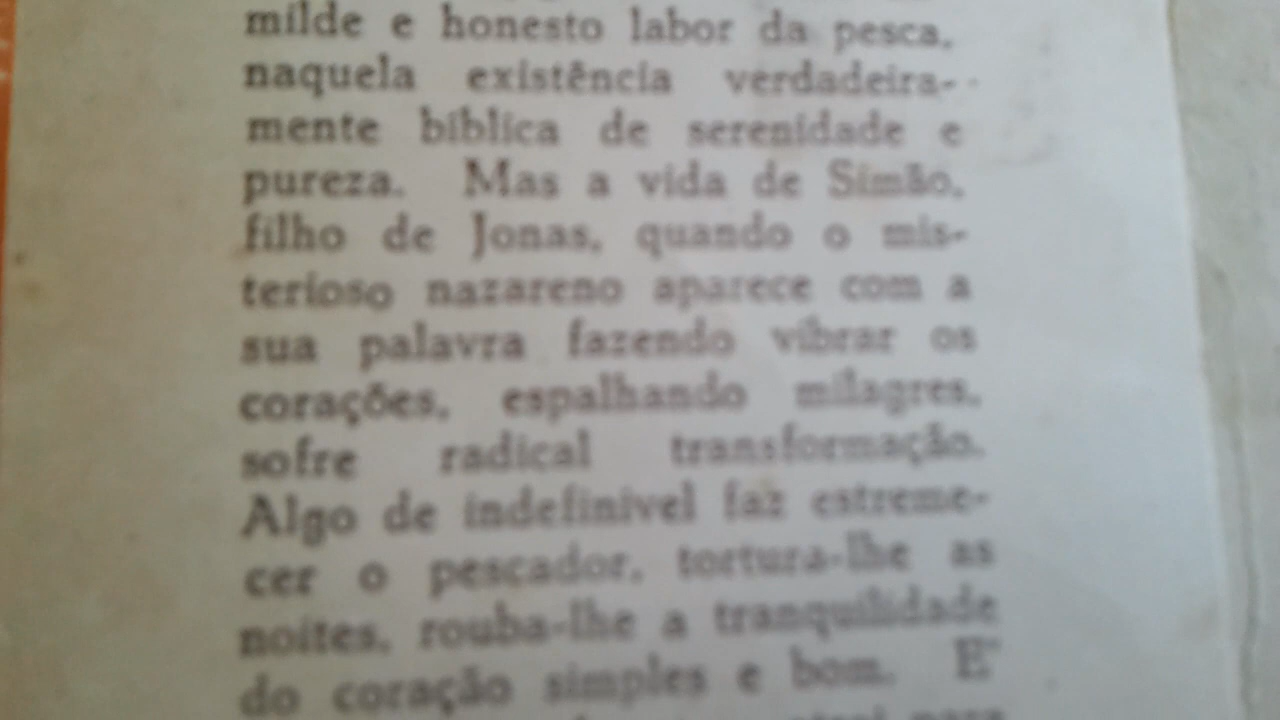 milde e honesto labor da pesca,
naquela existência verdadeira-
mente bíblica de serenidade e
pureza. Mas a vida de Simão,
filho de Jonas, quando o mis-
terioso nazareno aparece com a
sua palavra fazendo vibrar os
corações, espalhando milagres,
sofre radical transformação.
Algo de indefinível faz estreme-
cer o pescador, tortura-lhe as
noites, rouba-lhe a tranquilidade
do coração simples e bom. E'
para